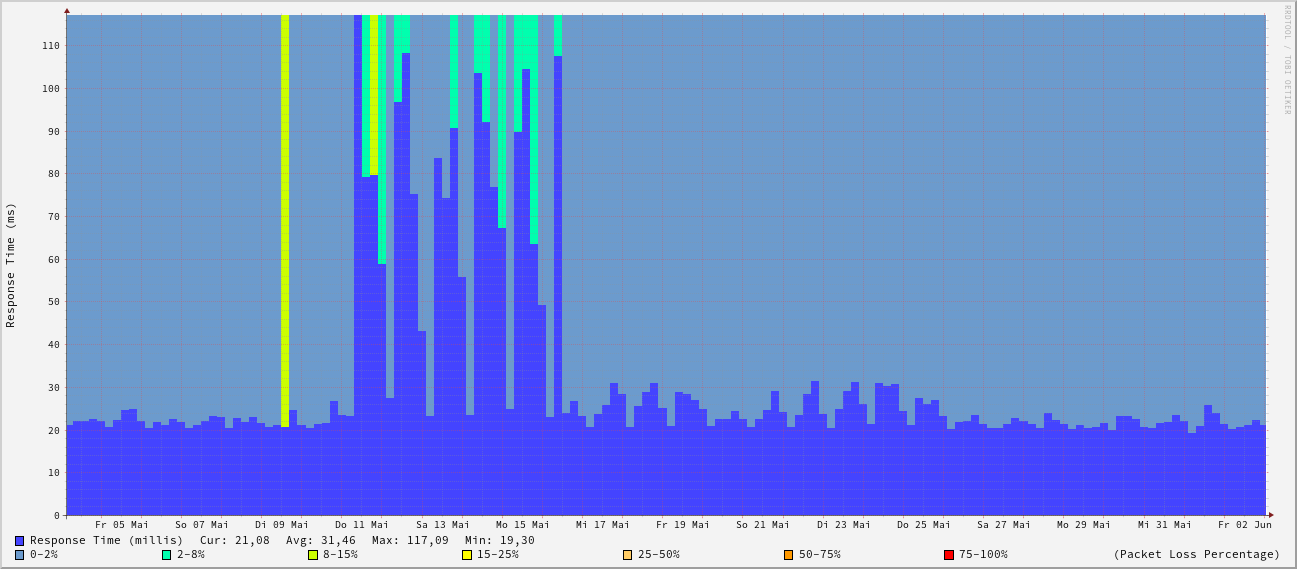 RRDTOOL / TOBI OETIKER
Response Time (ms)
110
100
90
80
70
60
50
40
30
20
10
0
Fr 05 Mai So 07 Mai Di 09 Mai Do 11 Mai Sa 13 Mai Mo 15 Mai Mi 17 Mai Fr 19 Mai So 21 Mai Di 23 Mai Do 25 Mai Sa 27 Mai Mo 29 Mai Mi 31 Mai Fr 02 Jun
Response Time (millis) Cur: 21,08 Avg: 31,46 Max: 117,09 Min: 19,30
0-2% 2-8% 8-15% 15-25% 25-50% 50-75% 75-100% (Packet Loss Percentage)